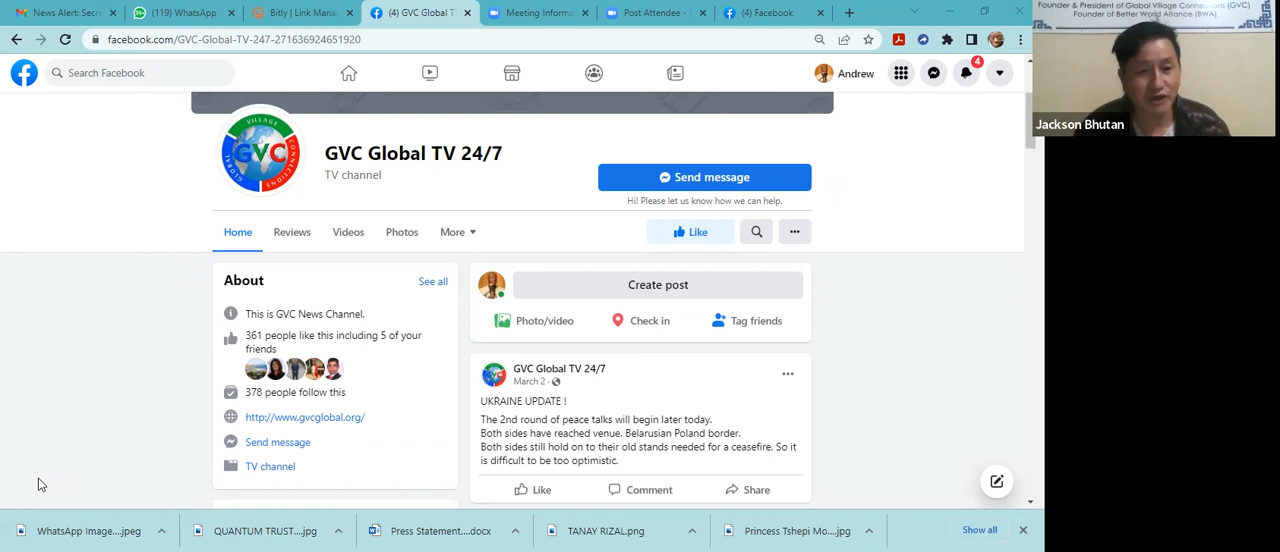 News Alert: Secre
(119) WhatsApp
Bitly | Link Mana
(4) GVC Global T
Meeting Informa
Post Attendee - 
(4) Facebook
facebook.com/GVC-Global-TV-247-271636924651920
Founder & President of Global Village Connections (GVC)
Founder of Better World Alliance (BWA)
Jackson Bhutan
Search Facebook
Andrew
4
VILLAGE
GLOBAL
CONNECTIONS
GVC
GVC Global TV 24/7
TV channel
Send message
Hi! Please let us know how we can help.
Home
Reviews
Videos
Photos
More
Like
About
See all
This is GVC News Channel.
361 people like this including 5 of your
friends
378 people follow this
http://www.gvcglobal.org/
Send message
TV channel
Create post
Photo/video
Check in
Tag friends
GVC Global TV 24/7
March 2 ·
UKRAINE UPDATE !
The 2nd round of peace talks will begin later today.
Both sides have reached venue. Belarusian Poland border.
Both sides still hold on to their old stands needed for a ceasefire. So it
is difficult to be too optimistic.
Like
Comment
Share
WhatsApp Image....jpeg
QUANTUM TRUST....jpg
Press Statement....docx
TANAY RIZAL.png
Princess Tshepi Mo....jpg
Show all